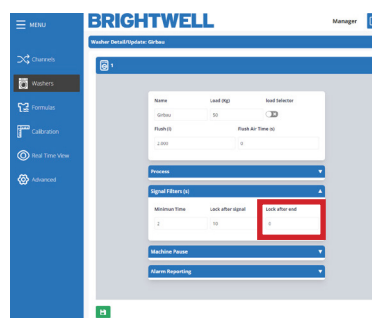 MENU
BRIGHTWELL
Manager
Washer Detail/Update: Girbau
Channels
1
Washers
Name Load (Kg) load Selector
Formulas
Girbau 50
Flush (l) Flush Air Time (s)
Calibration
2.000 0
Real Time View
Process
Advanced
Signal Filters (s)
Minimun Time Lock after signal Lock after end
2 10
Machine Pause
Alarm Reporting